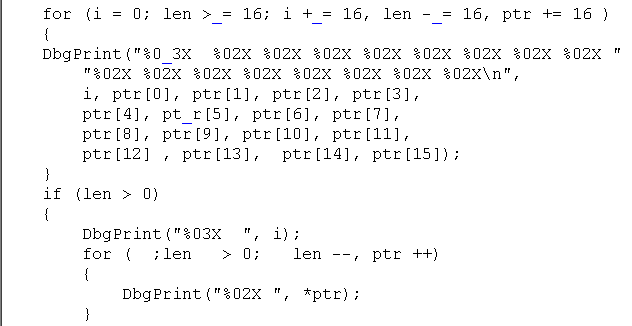 for (i = 0; len >_= 16; i +_= 16, len -_= 16, ptr += 16 )
{
DbgPrint("%0_3X  %02X %02X %02X %02X %02X %02X %02X %02X "
"%02X %02X %02X %02X %02X %02X %02X %02X\n",
i, ptr[0], ptr[1], ptr[2], ptr[3],
ptr[4], pt_r[5], ptr[6], ptr[7],
ptr[8], ptr[9], ptr[10], ptr[11],
ptr[12] , ptr[13],  ptr[14], ptr[15]);
}
if (len > 0)
{
DbgPrint("%03X  ", i);
for (  ;len   > 0;   len --, ptr ++)
{
DbgPrint("%02X ", *ptr);
}